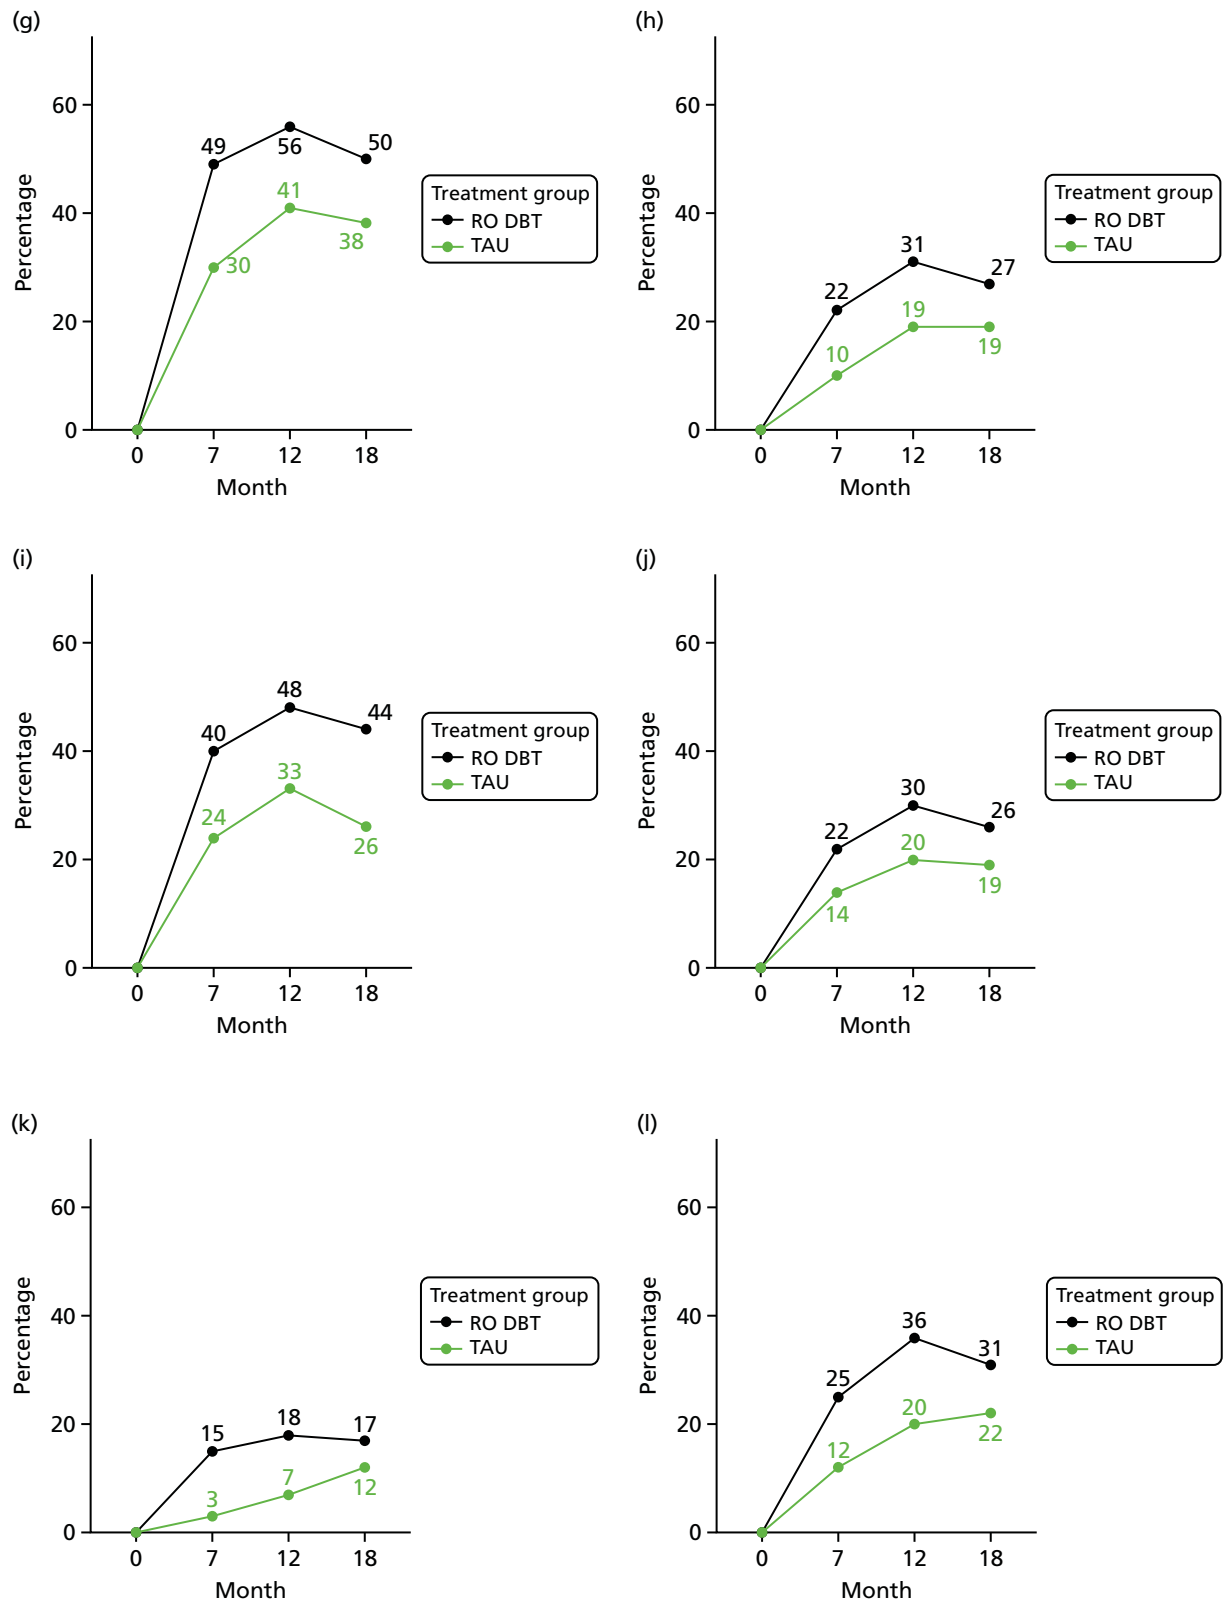 (g)
60
40
20
0
Percentage
49
56
50
41
30
38
0 7 12 18
Month
Treatment group
RO DBT
TAU
(h)
60
40
20
0
Percentage
31
27
22
19
10
19
0 7 12 18
Month
Treatment group
RO DBT
TAU
(i)
60
40
20
0
Percentage
48
44
40
33
24
26
0 7 12 18
Month
Treatment group
RO DBT
TAU
(j)
60
40
20
0
Percentage
30
26
22
20
14
19
0 7 12 18
Month
Treatment group
RO DBT
TAU
(k)
60
40
20
0
Percentage
15
18
17
3
7
12
0 7 12 18
Month
Treatment group
RO DBT
TAU
(l)
60
40
20
0
Percentage
36
31
25
20
12
22
0 7 12 18
Month
Treatment group
RO DBT
TAU